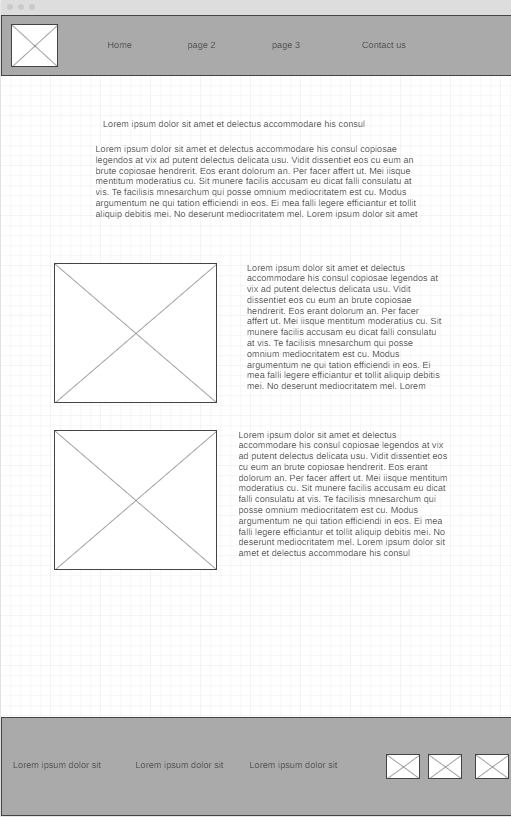 Home
page 2
page 3
Contact us
Lorem ipsum dolor sit amet et delectus accommodare his consul
Lorem ipsum dolor sit amet et delectus accommodare his consul copiosae
legendos at vix ad putent delectus delicata usu. Vidit dissentiet eos cu eum an
brute copiosae hendrerit. Eos erant dolorum an. Per facer affert ut. Mei iisque
mentitum moderatius cu. Sit munere facilis accusam eu dicat falli consulatu at
vis. Te facilisis mnesarchum qui posse omnium mediocritatem est cu. Modus
argumentum ne qui tation efficiendi in eos. Ei mea falli legere efficiantur et tollit
aliquip debitis mei. No deserunt mediocritatem mel. Lorem ipsum dolor sit amet
Lorem ipsum dolor sit amet et delectus
accommodare his consul copiosae legendos at
vix ad putent delectus delicata usu. Vidit
dissentiet eos cu eum an brute copiosae
hendrerit. Eos erant dolorum an. Per facer
affert ut. Mei iisque mentitum moderatius cu. Sit
munere facilis accusam eu dicat falli consulatu
at vis. Te facilisis mnesarchum qui posse
omnium mediocritatem est cu. Modus
argumentum ne qui tation efficiendi in eos. Ei
mea falli legere efficiantur et tollit aliquip debitis
mei. No deserunt mediocritatem mel. Lorem
Lorem ipsum dolor sit amet et delectus
accommodare his consul copiosae legendos at vix
ad putent delectus delicata usu. Vidit dissentiet eos
cu eum an brute copiosae hendrerit. Eos erant
dolorum an. Per facer affert ut. Mei iisque mentitum
moderatius cu. Sit munere facilis accusam eu dicat
falli consulatu at vis. Te facilisis mnesarchum qui
posse omnium mediocritatem est cu. Modus
argumentum ne qui tation efficiendi in eos. Ei mea
falli legere efficiantur et tollit aliquip debitis mei. No
deserunt mediocritatem mel. Lorem ipsum dolor sit
amet et delectus accommodare his consul
Lorem ipsum dolor sit
Lorem ipsum dolor sit
Lorem ipsum dolor sit